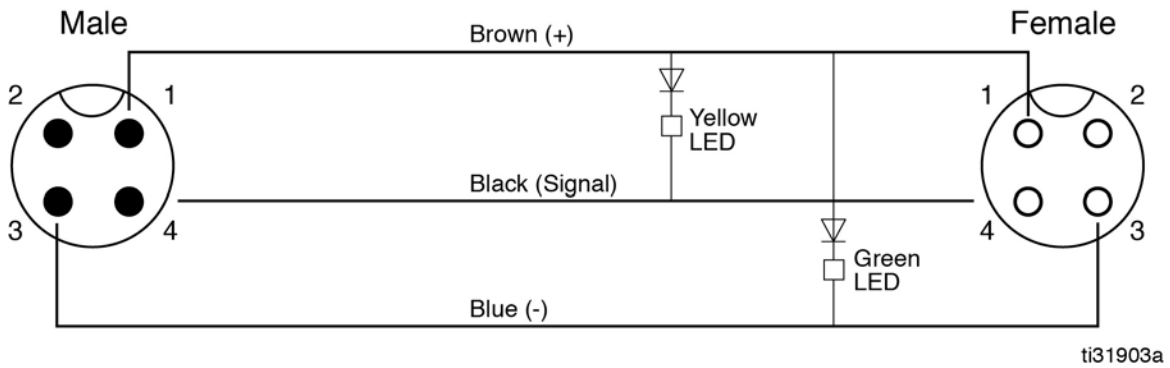 Male
Female
Brown (+)
2
1
1
2
Yellow
LED
Black (Signal)
3
4
4
3
Green
LED
Blue (-)
ti31903a